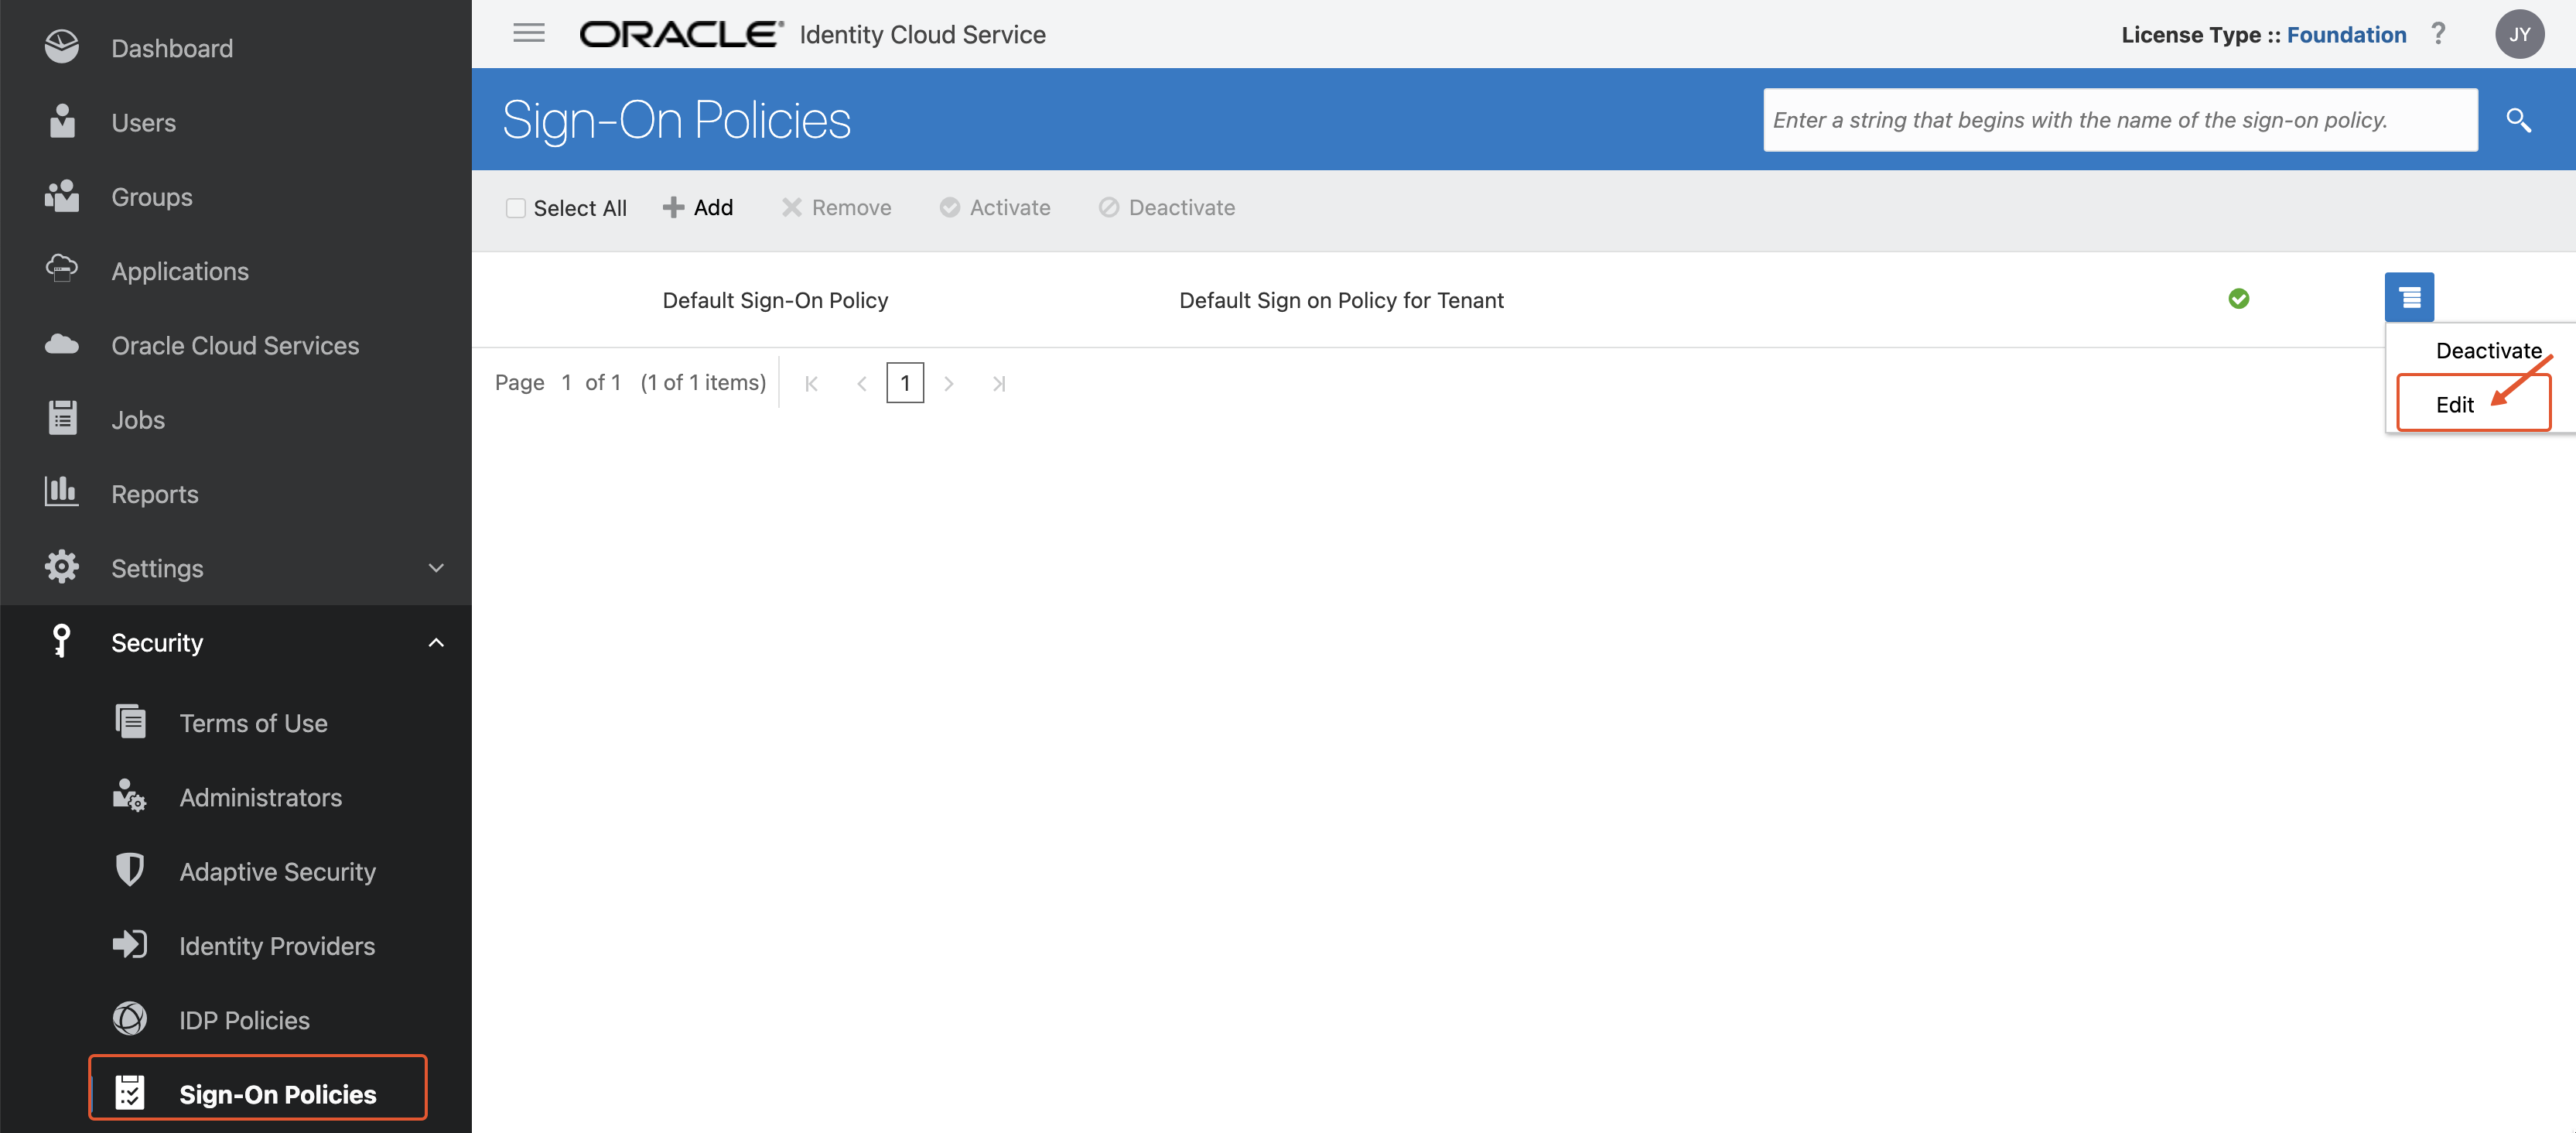 Dashboard
Users
Groups
Applications
Oracle Cloud Services
Jobs
Reports
Settings
Security
Terms of Use
Administrators
Adaptive Security
Identity Providers
IDP Policies
Sign-On Policies
ORACLE® Identity Cloud Service
License Type :: Foundation ? JY
Sign-On Policies
Enter a string that begins with the name of the sign-on policy.
Select All Add Remove Activate Deactivate
Default Sign-On Policy Default Sign on Policy for Tenant
Deactivate
Edit
Page 1 of 1 (1 of 1 items) 1